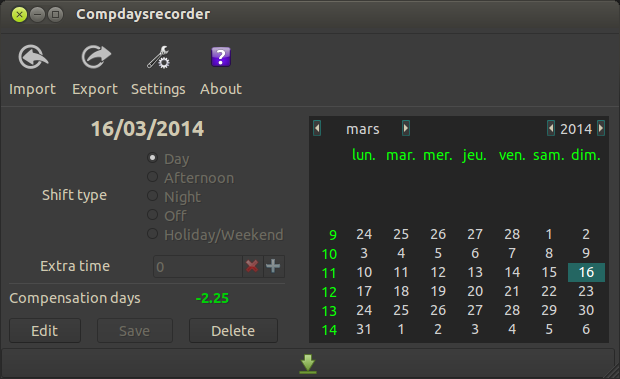 Compdaysrecorder
Import Export Settings About
?
16/03/2014
Shift type
Day
Afternoon
Night
Off
Holiday/Weekend
Extra time 0
Compensation days -2.25
Edit Save Delete
mars 2014
lun. mar. mer. jeu. ven. sam. dim.
9 24 25 26 27 28 1 2
10 3 4 5 6 7 8 9
11 10 11 12 13 14 15 16
12 17 18 19 20 21 22 23
13 24 25 26 27 28 29 30
14 31 1 2 3 4 5 6